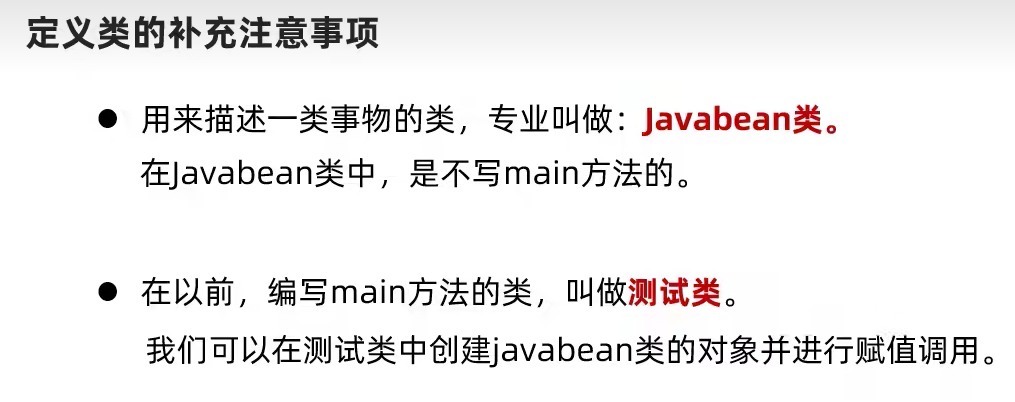 定义类的补充注意事项
● 用来描述一类事物的类，专业叫做：Javabean类。
在Javabean类中，是不写main方法的。
● 在以前，编写main方法的类，叫做测试类。
我们可以在测试类中创建javabean类的对象并进行赋值调用。